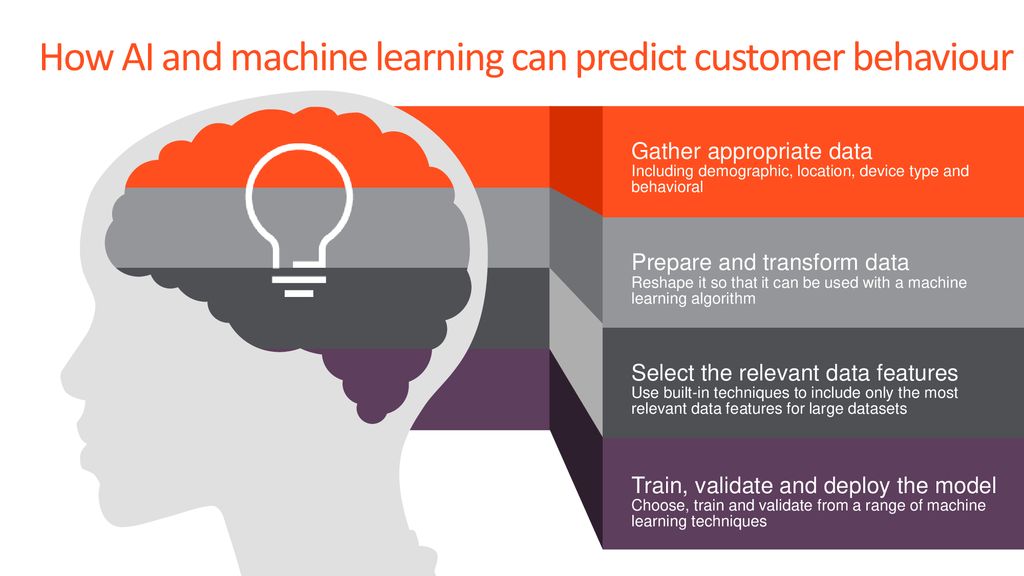 How AI and machine learning can predict customer behaviour
Gather appropriate data
Including demographic, location, device type and
behavioral
Prepare and transform data
Reshape it so that it can be used with a machine
learning algorithm
Select the relevant data features
Use built-in techniques to include only the most
relevant data features for large datasets
Train, validate and deploy the model
Choose, train and validate from a range of machine
learning techniques